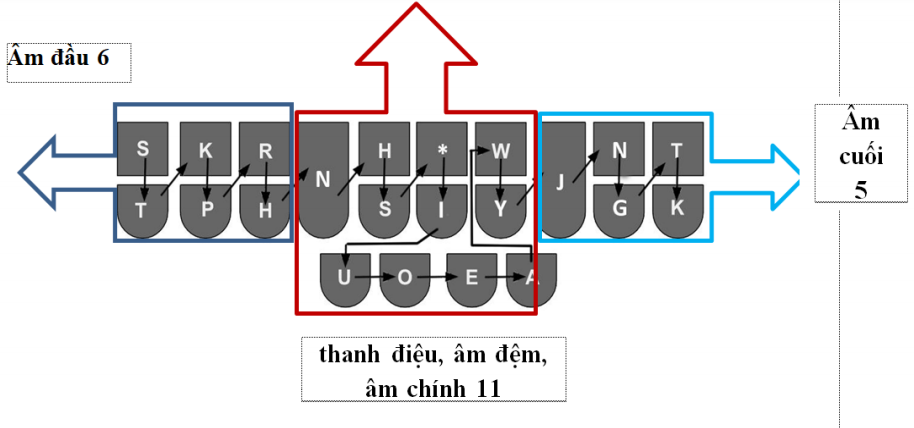 Âm đầu 6
S K R N H * W J N T
T P H S I Y G K
U O E A
Âm
cuối
5
thanh điệu, âm đệm,
âm chính 11